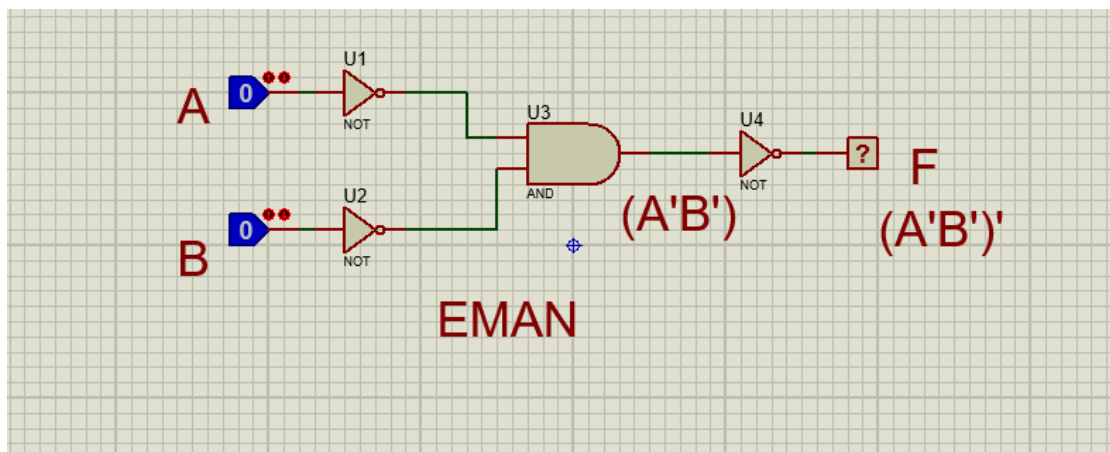 U1
A
0
NOT
U3
U4
?
F
AND
NOT
U2
(A'B')
(A'B')'
B
0
NOT
EMAN